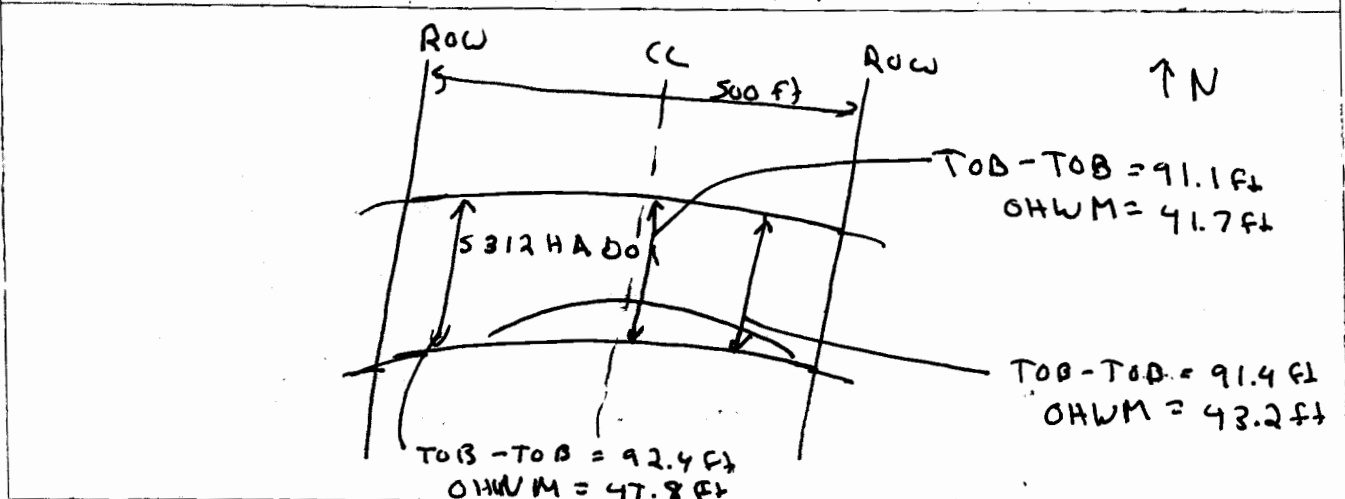 ROW
CL
ROW
500 ft
↑ N
TOB-TOB = 91.1 ft
OHWM = 41.7 ft
S312HA001
TOB-TOB = 91.4 ft
OHWM = 43.2 ft
TOB-TOB = 92.4 ft
OHWM = 47.8 ft